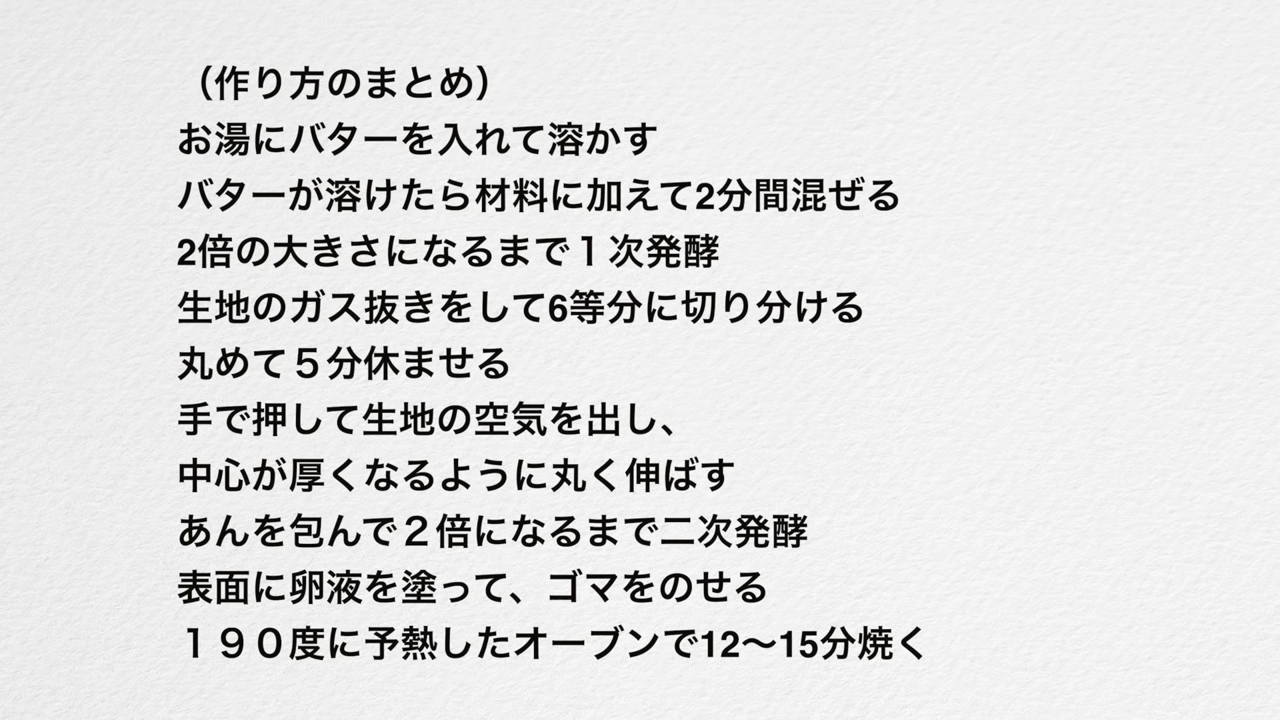 （作り方のまとめ）
お湯にバターを入れて溶かす
バターが溶けたら材料に加えて2分間混ぜる
2倍の大きさになるまで１次発酵
生地のガス抜きをして6等分に切り分ける
丸めて５分休ませる
手で押して生地の空気を出し、
中心が厚くなるように丸く伸ばす
あんを包んで２倍になるまで二次発酵
表面に卵液を塗って、ゴマをのせる
１９０度に予熱したオーブンで12〜15分焼く